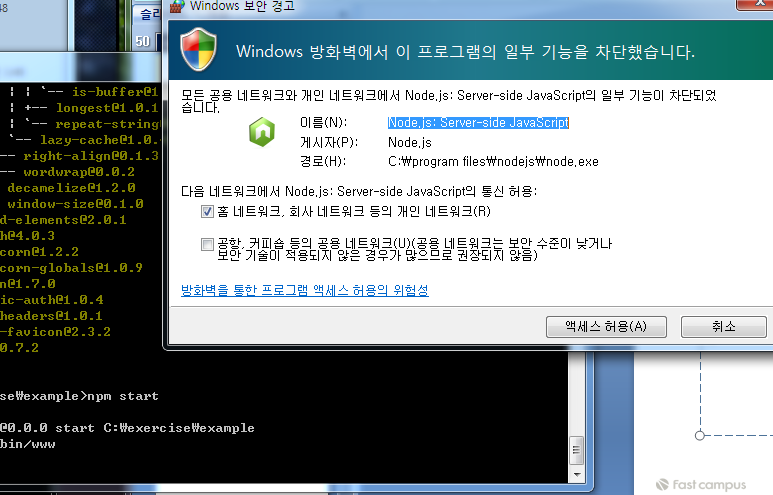 48
슬라
50
Windows 보안 경고
Windows 방화벽에서 이 프로그램의 일부 기능을 차단했습니다.
모든 공용 네트워크와 개인 네트워크에서 Node.js: Server-side JavaScript의 일부 기능이 차단되었
습니다.
이름(N): Node.js: Server-side JavaScript
게시자(P): Node.js
경로(H): C:₩program files₩nodejs₩node.exe
다음 네트워크에서 Node.js: Server-side JavaScript의 통신 허용:
홈 네트워크, 회사 네트워크 등의 개인 네트워크(R)
공항, 커피숍 등의 공용 네트워크(U)(공용 네트워크는 보안 수준이 낮거나
보안 기술이 적용되지 않은 경우가 많으므로 권장되지 않음)
방화벽을 통한 프로그램 액세스 허용의 위험성
액세스 허용(A) 취소
| | `-- is-buffer@1
| +-- longest@1.0.1
| `-- repeat-string
`-- lazy-cache@1.0.
-- right-align@0.1.3
-- wordwrap@0.0.2
decamelize@1.2.0
window-size@0.1.0
d-elements@2.0.1
h@4.0.3
corn@1.2.2
corn-globals@1.0.9
n@1.7.0
ic-auth@1.0.4
headers@1.0.1
-favicon@2.3.2
0.7.2
se₩example>npm start
@0.0.0 start C:₩exercise₩example
bin/www
Fast campus